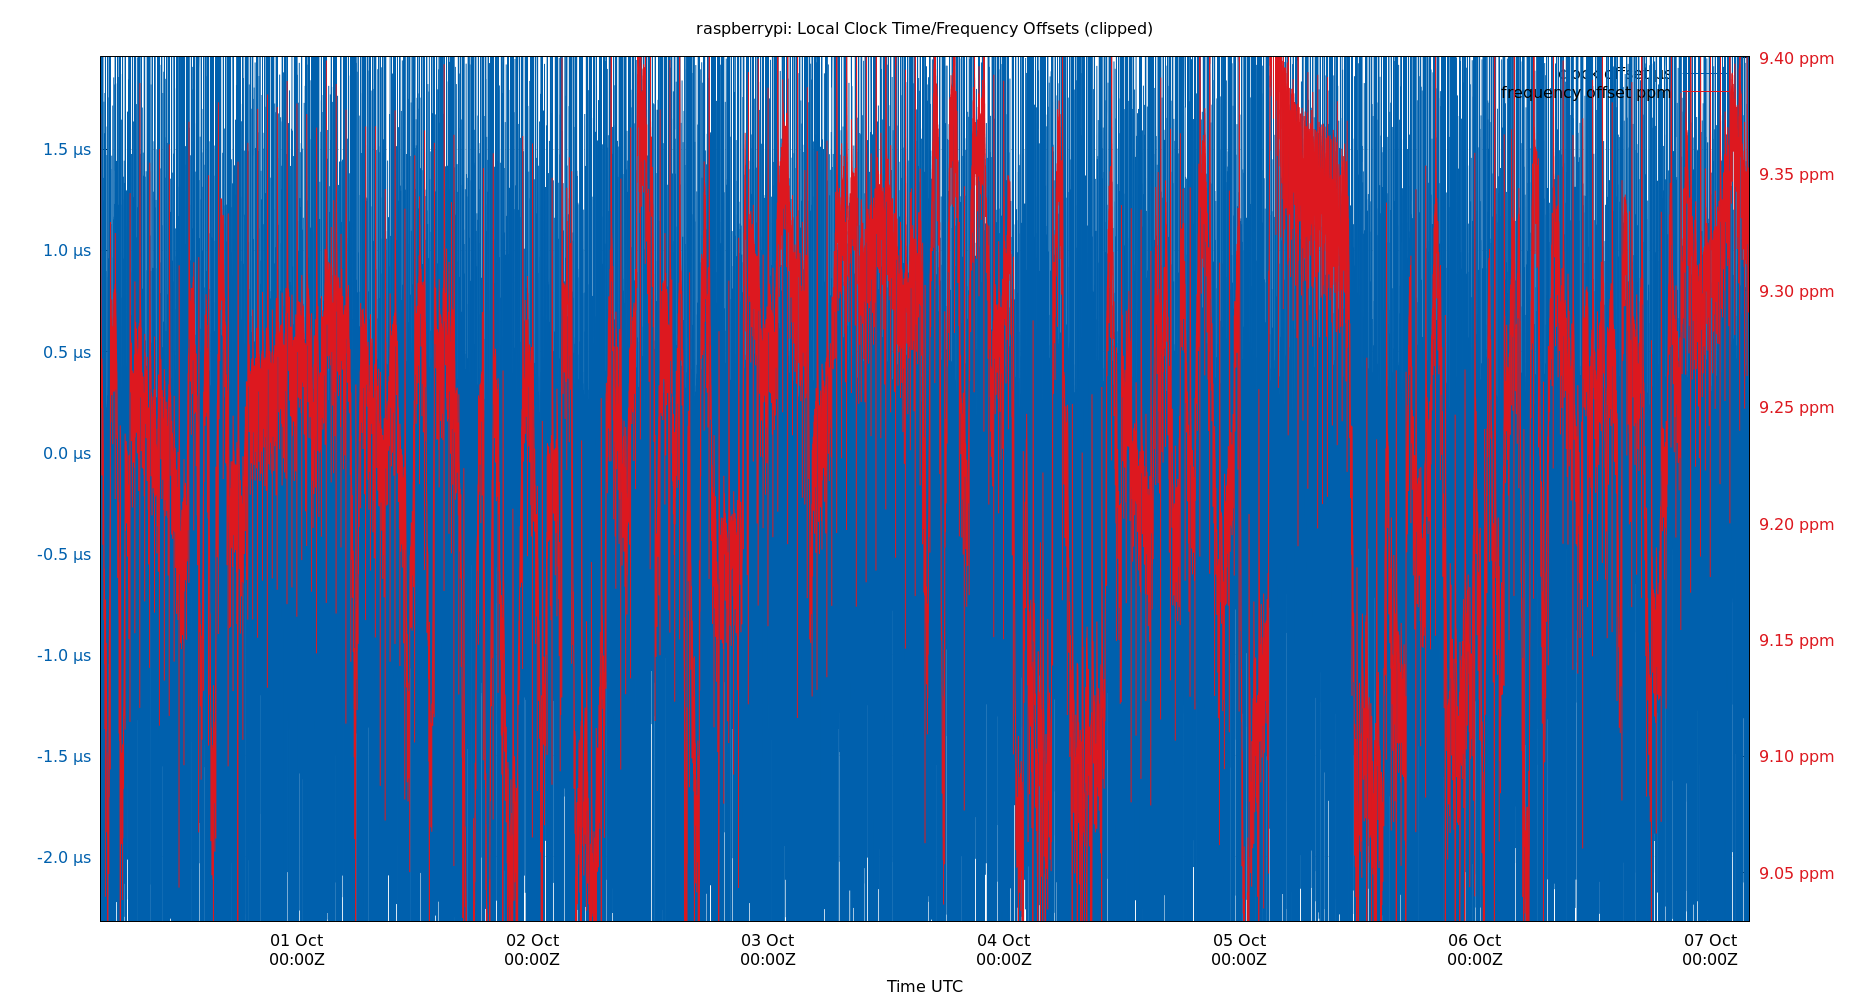 raspberrypi: Local Clock Time/Frequency Offsets (clipped)
clock offset µs
frequency offset ppm
1.5 µs
1.0 µs
0.5 µs
0.0 µs
-0.5 µs
-1.0 µs
-1.5 µs
-2.0 µs
9.40 ppm
9.35 ppm
9.30 ppm
9.25 ppm
9.20 ppm
9.15 ppm
9.10 ppm
9.05 ppm
01 Oct
00:00Z
02 Oct
00:00Z
03 Oct
00:00Z
04 Oct
00:00Z
05 Oct
00:00Z
06 Oct
00:00Z
07 Oct
00:00Z
Time UTC